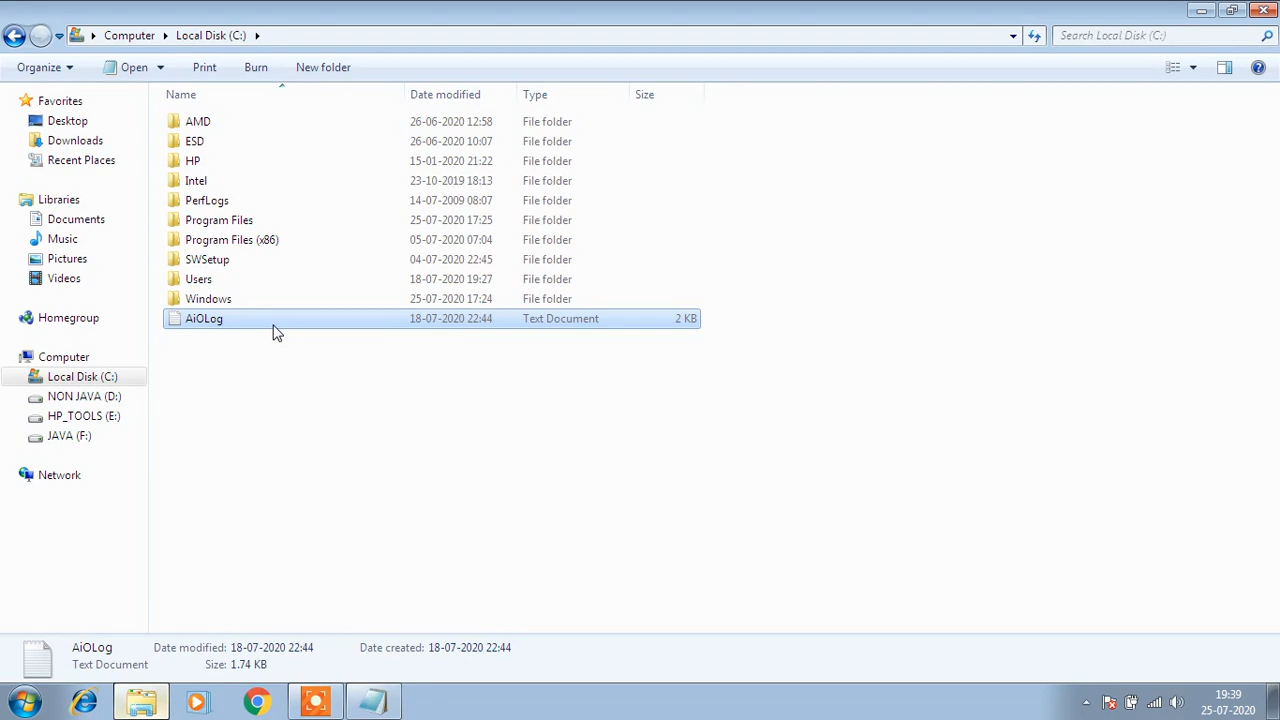 Computer Local Disk (C:) Search Local Disk (C:)
Organize Open Print Burn New folder
Name Date modified Type Size
Favorites
Desktop
Downloads
Recent Places
Libraries
Documents
Music
Pictures
Videos
Homegroup
Computer
Local Disk (C:)
NON JAVA (D:)
HP_TOOLS (E:)
JAVA (F:)
Network
AMD 26-06-2020 12:58 File folder
ESD 26-06-2020 10:07 File folder
HP 15-01-2020 21:22 File folder
Intel 23-10-2019 18:13 File folder
PerfLogs 14-07-2009 08:07 File folder
Program Files 25-07-2020 17:25 File folder
Program Files (x86) 05-07-2020 07:04 File folder
SWSetup 04-07-2020 22:45 File folder
Users 18-07-2020 19:27 File folder
Windows 25-07-2020 17:24 File folder
AiOLog 18-07-2020 22:44 Text Document 2 KB
AiOLog Date modified: 18-07-2020 22:44 Date created: 18-07-2020 22:44
Text Document Size: 1.74 KB
19:39
25-07-2020